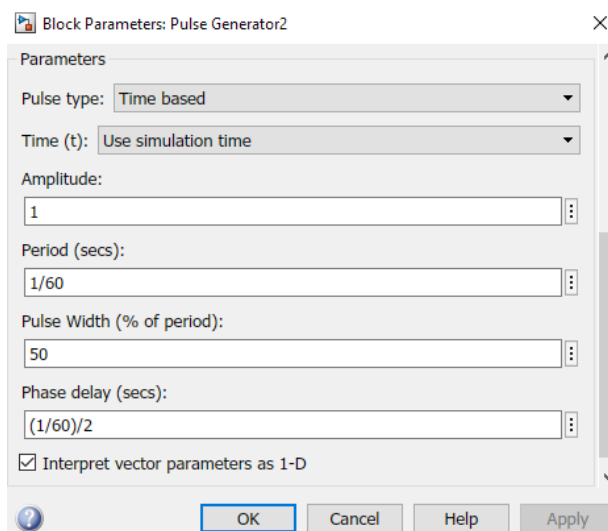 Block Parameters: Pulse Generator2
Parameters
Pulse type: Time based
Time (t): Use simulation time
Amplitude:
1
Period (secs):
1/60
Pulse Width (% of period):
50
Phase delay (secs):
(1/60)/2
Interpret vector parameters as 1-D
OK Cancel Help Apply